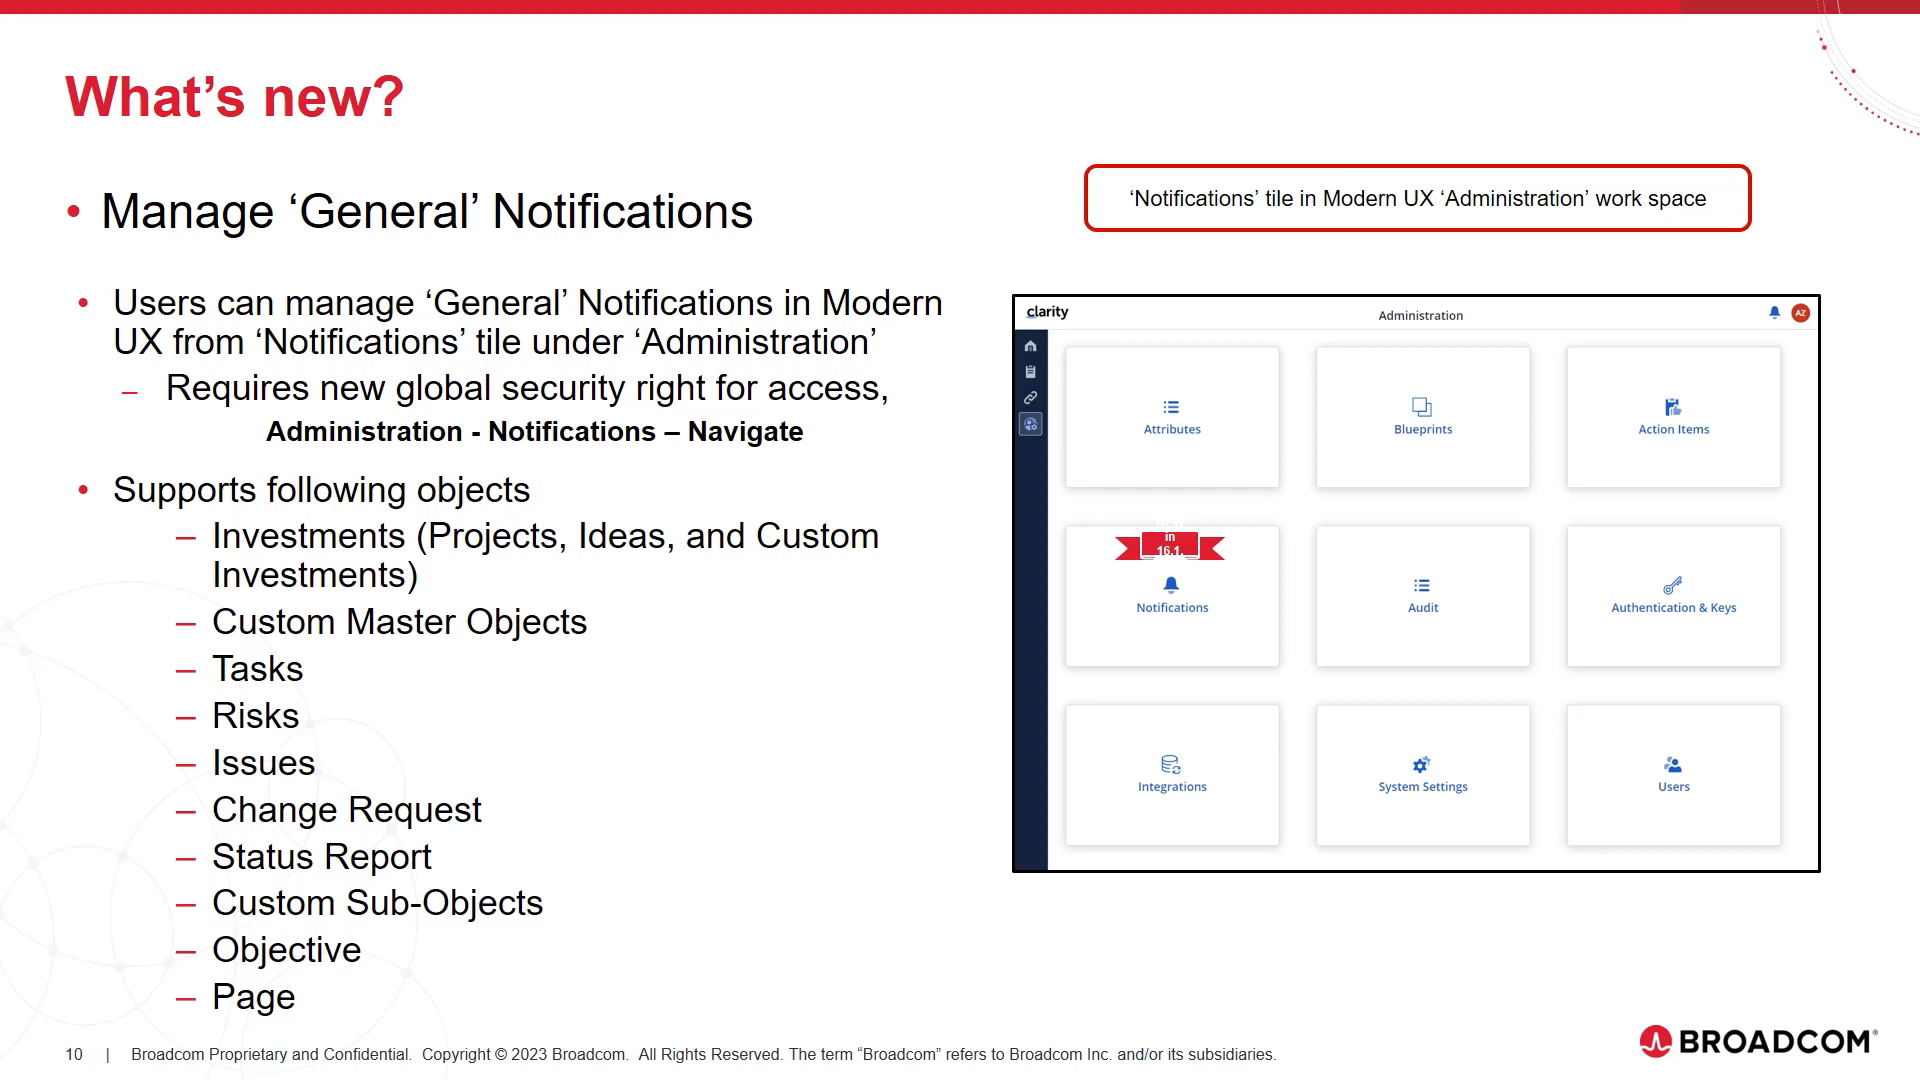 What’s new?
• Manage ‘General’ Notifications
• Users can manage ‘General’ Notifications in Modern
UX from ‘Notifications’ tile under ‘Administration’
– Requires new global security right for access,
Administration - Notifications – Navigate
• Supports following objects
– Investments (Projects, Ideas, and Custom
Investments)
– Custom Master Objects
– Tasks
– Risks
– Issues
– Change Request
– Status Report
– Custom Sub-Objects
– Objective
– Page
‘Notifications’ tile in Modern UX ‘Administration’ work space
clarity
Administration
AZ
Attributes
Blueprints
Action Items
in
16.1.
Notifications
Audit
Authentication & Keys
Integrations
System Settings
Users
10 | Broadcom Proprietary and Confidential. Copyright © 2023 Broadcom. All Rights Reserved. The term “Broadcom” refers to Broadcom Inc. and/or its subsidiaries.
BROADCOM®